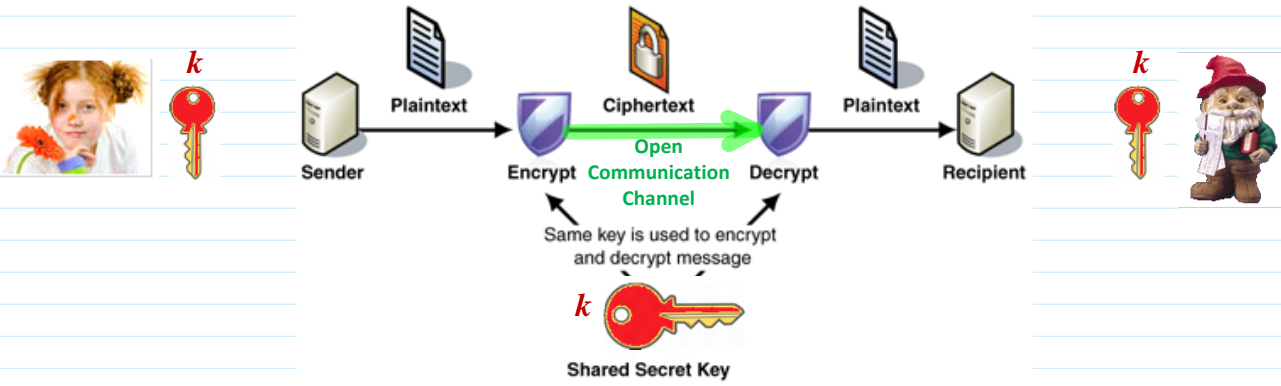 k
k
Plaintext
Ciphertext
Plaintext
Sender
Encrypt
Open
Communication
Channel
Decrypt
Recipient
Same key is used to encrypt
and decrypt message
k
Shared Secret Key